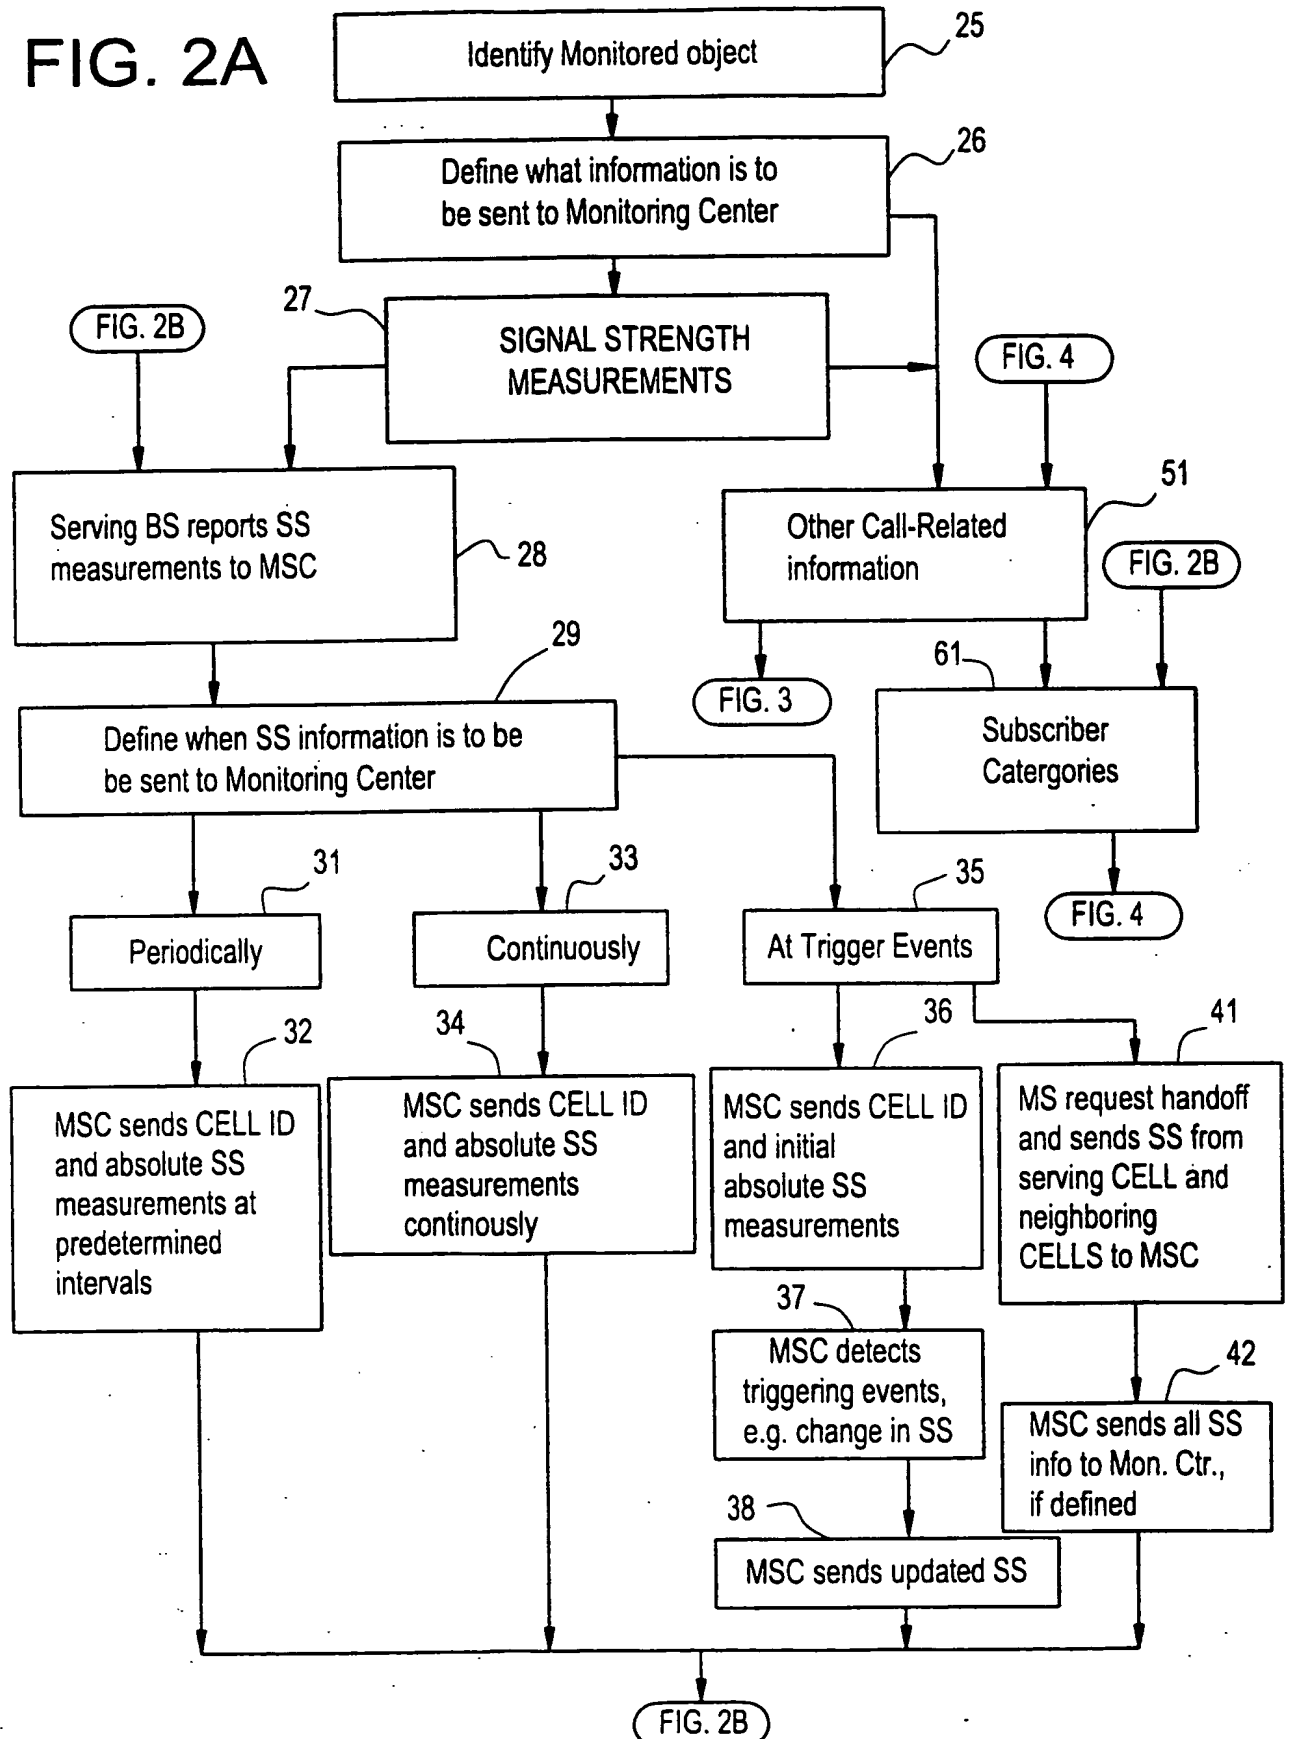 FIG. 2A
Identify Monitored object
25
Define what information is to
be sent to Monitoring Center
26
27
SIGNAL STRENGTH
MEASUREMENTS
FIG. 2B
FIG. 4
Serving BS reports SS
measurements to MSC
28
Other Call-Related
information
51
FIG. 2B
29
FIG. 3
61
Define when SS information is to be
be sent to Monitoring Center
Subscriber
Catergories
FIG. 4
31
Periodically
33
Continuously
35
At Trigger Events
32
MSC sends CELL ID
and absolute SS
measurements at
predetermined
intervals
34
MSC sends CELL ID
and absolute SS
measurements
continously
36
MSC sends CELL ID
and initial
absolute SS
measurements
41
MS request handoff
and sends SS from
serving CELL and
neighboring
CELLS to MSC
37
MSC detects
triggering events,
e.g. change in SS
42
MSC sends all SS
info to Mon. Ctr.,
if defined
38
MSC sends updated SS
FIG. 2B